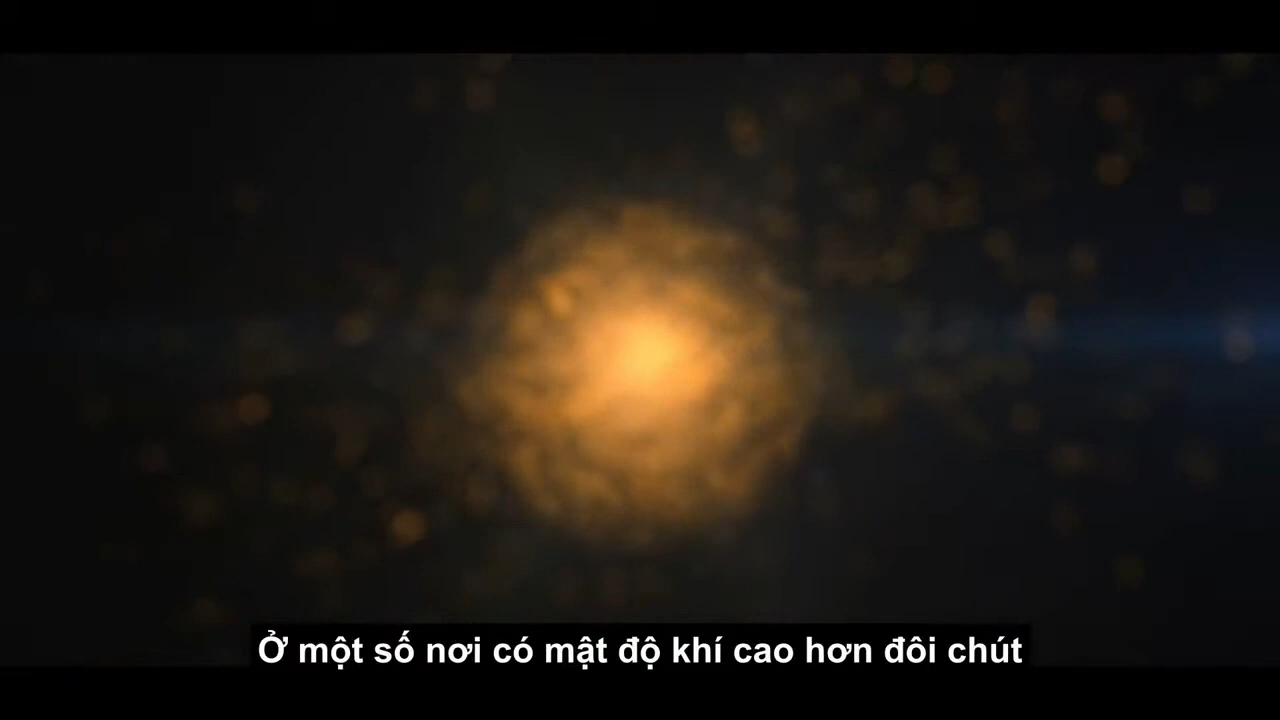 Ở một số nơi có mật độ khí cao hơn đôi chút